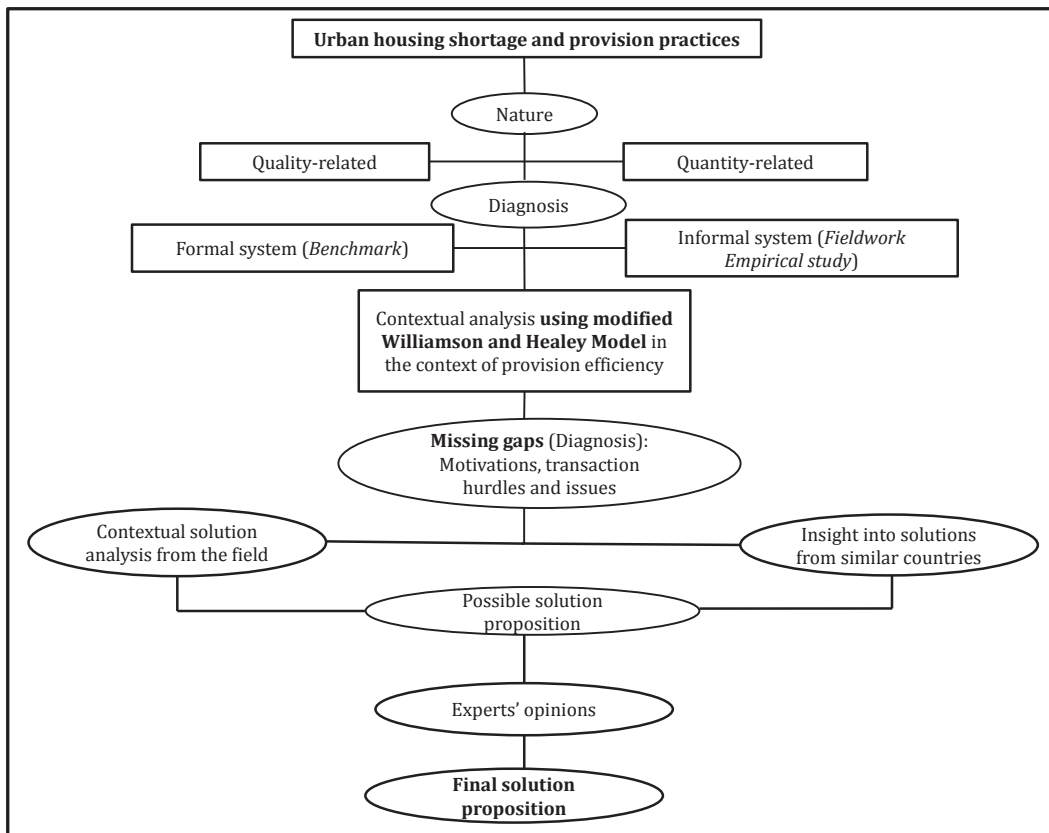 Urban housing shortage and provision practices
Nature
Quality-related
Quantity-related
Diagnosis
Formal system (Benchmark)
Informal system (Fieldwork
Empirical study)
Contextual analysis using modified
Williamson and Healey Model in
the context of provision efficiency
Missing gaps (Diagnosis):
Motivations, transaction
hurdles and issues
Contextual solution
analysis from the field
Insight into solutions
from similar countries
Possible solution
proposition
Experts’ opinions
Final solution
proposition